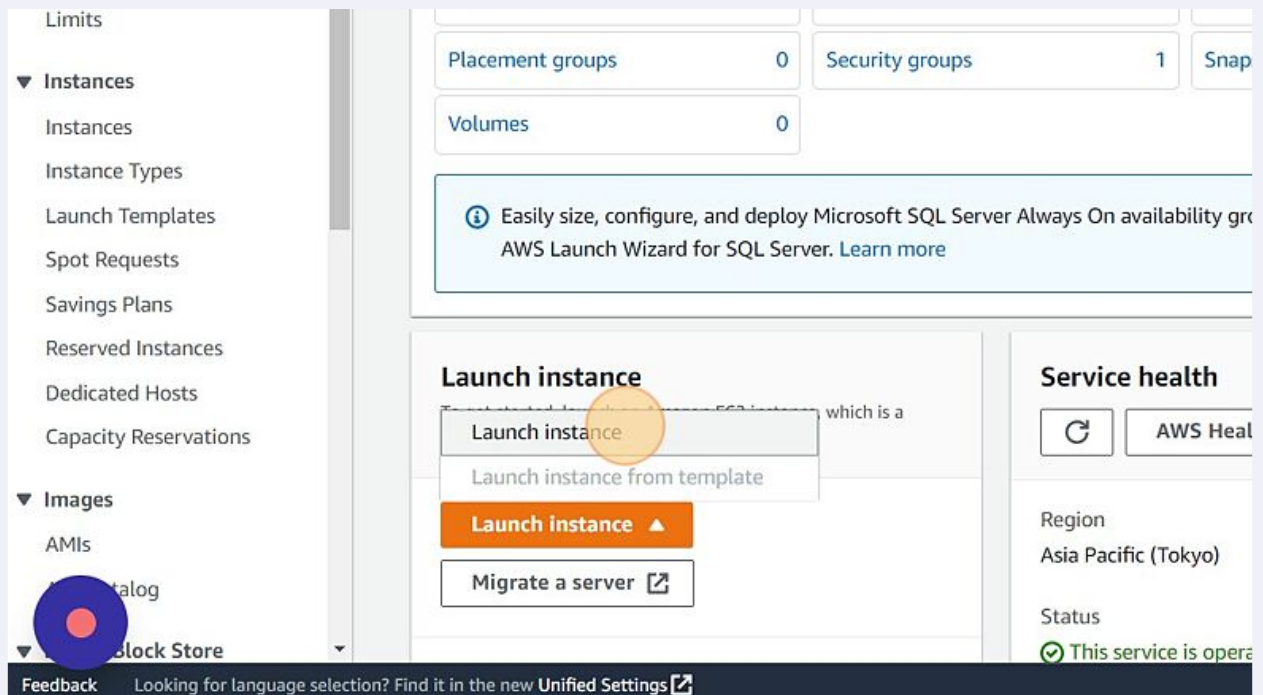 Limits
Instances
Instances
Instance Types
Launch Templates
Spot Requests
Savings Plans
Reserved Instances
Dedicated Hosts
Capacity Reservations
Images
AMIs
talog
Block Store
Placement groups 0
Security groups 1
Snap
Volumes 0
Easily size, configure, and deploy Microsoft SQL Server Always On availability gro
AWS Launch Wizard for SQL Server. Learn more
Launch instance
which is a
Launch instance
Launch instance from template
Launch instance
Migrate a server
Service health
AWS Heal
Region
Asia Pacific (Tokyo)
Status
This service is opera
Feedback Looking for language selection? Find it in the new Unified Settings